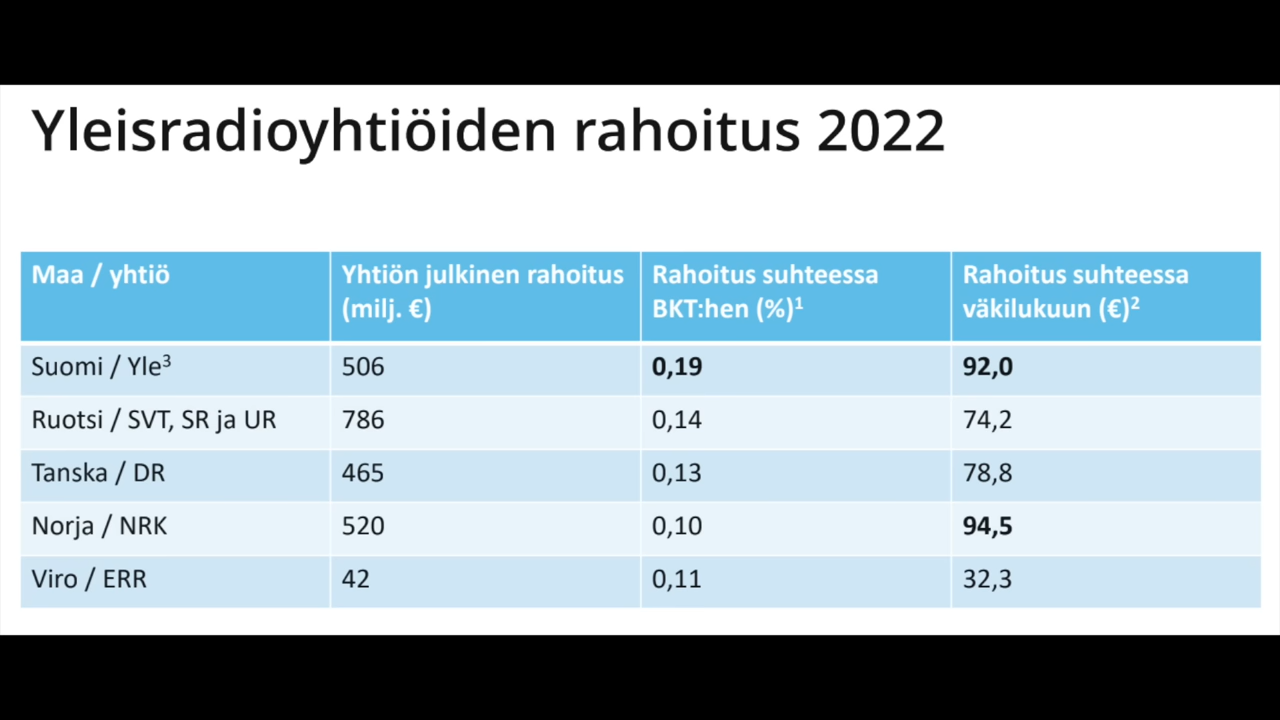 Yleisradioyhtiöiden rahoitus 2022
Maa / yhtiö
Yhtiön julkinen rahoitus
(milj. €)
Rahoitus suhteessa
BKT:hen (%)¹
Rahoitus suhteessa
väkilukuun (€)²
Suomi / Yle³ 506 0,19 92,0
Ruotsi / SVT, SR ja UR 786 0,14 74,2
Tanska / DR 465 0,13 78,8
Norja / NRK 520 0,10 94,5
Viro / ERR 42 0,11 32,3